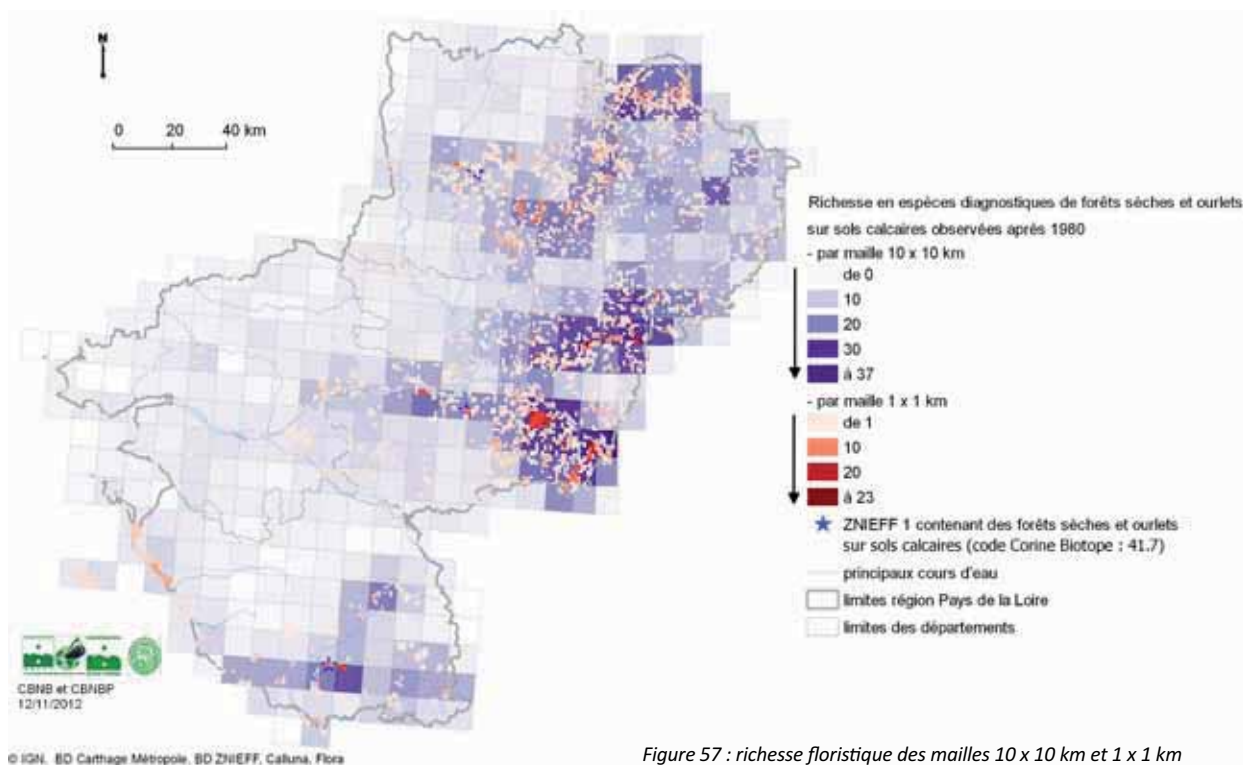 N
0 20 40 km
Richesse en espèces diagnostiques de forêts sèches et ourlets
sur sols calcaires observées après 1980
- par maille 10 x 10 km
de 0
10
20
30
à 37
- par maille 1 x 1 km
de 1
10
20
à 23
ZNIEFF 1 contenant des forêts sèches et ourlets
sur sols calcaires (code Corine Biotope : 41.7)
principaux cours d'eau
limites région Pays de la Loire
limites des départements
CBNB et CBNBP
12/11/2012
© IGN, BD Carthage Métropole, BD ZNIEFF, Calluna, Flora
Figure 57 : richesse floristique des mailles 10 x 10 km et 1 x 1 km